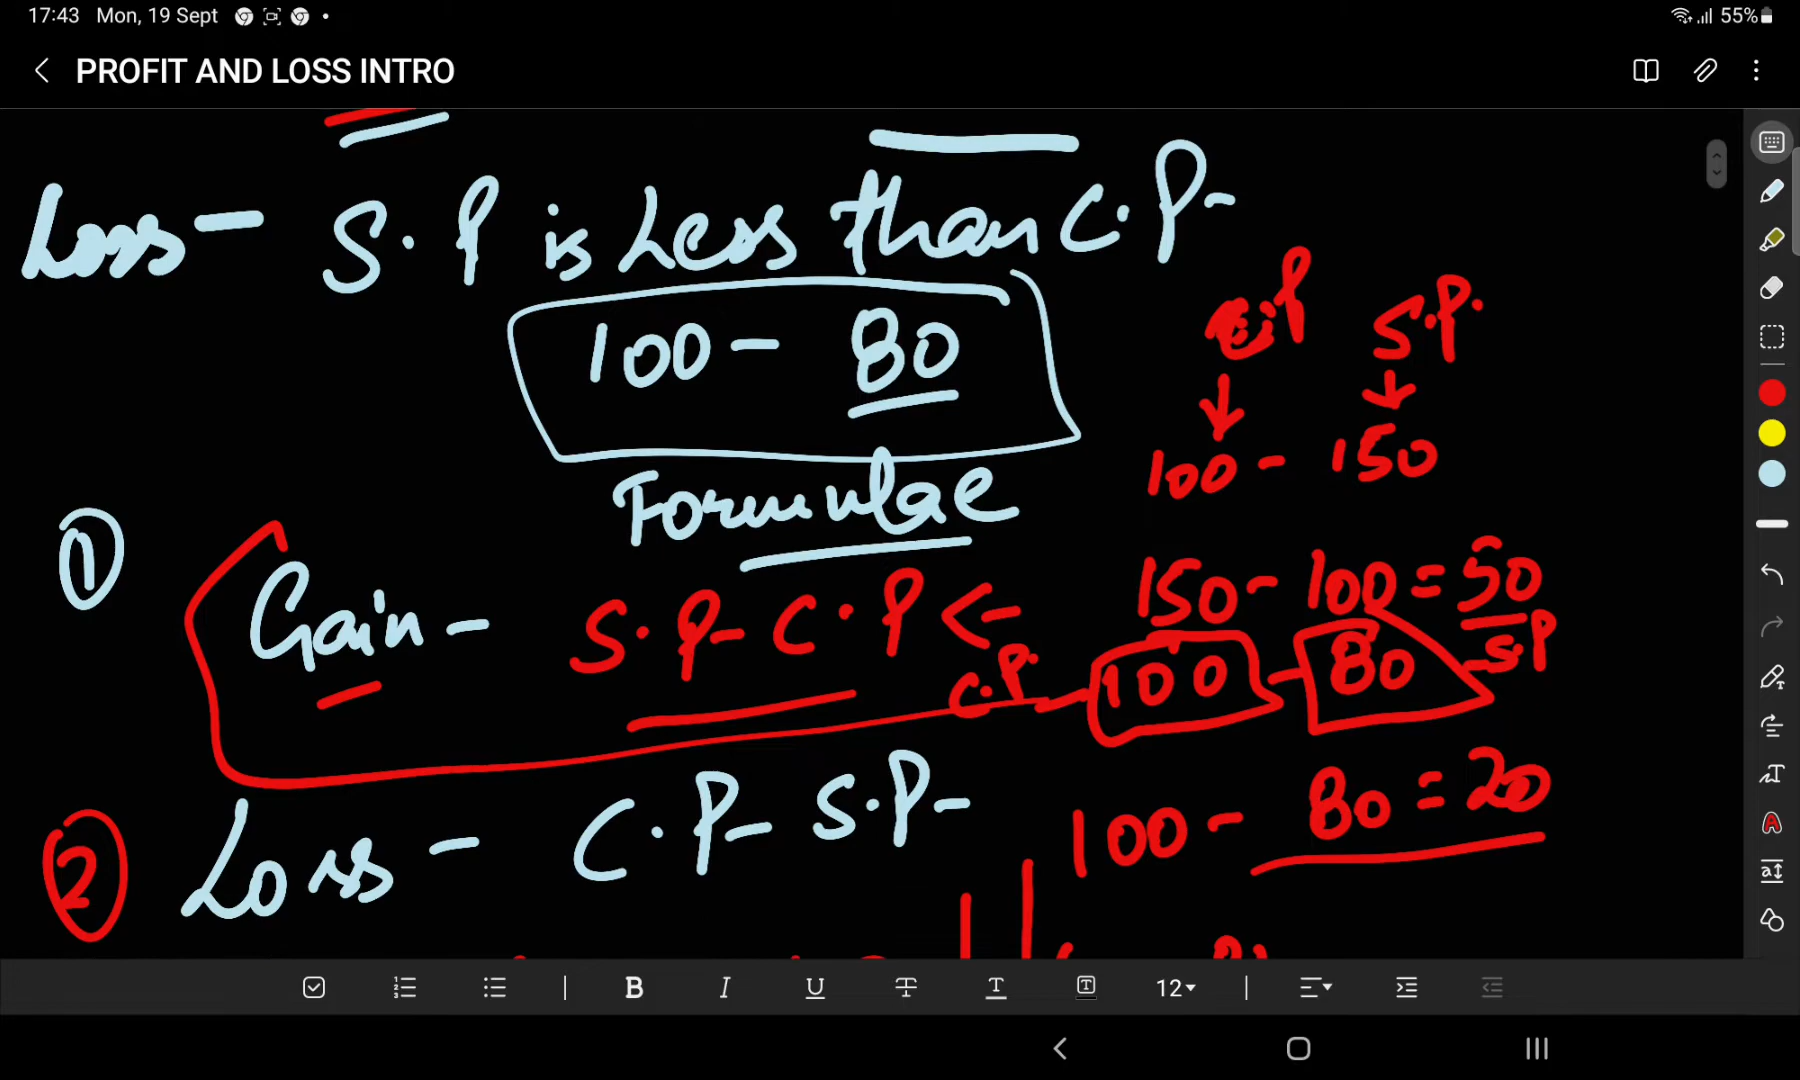 17:43 Mon, 19 Sept 55%
PROFIT AND LOSS INTRO
Loss- S.P is Less than C.P-
100- 80
C.P S.P.
100- 150
Formulae
① Gain- S.P- C.P <-
150- 100=50
C.P. 100 - 80 S.P
② Loss- C.P- S.P-
100- 80=20
B I U T T T 12